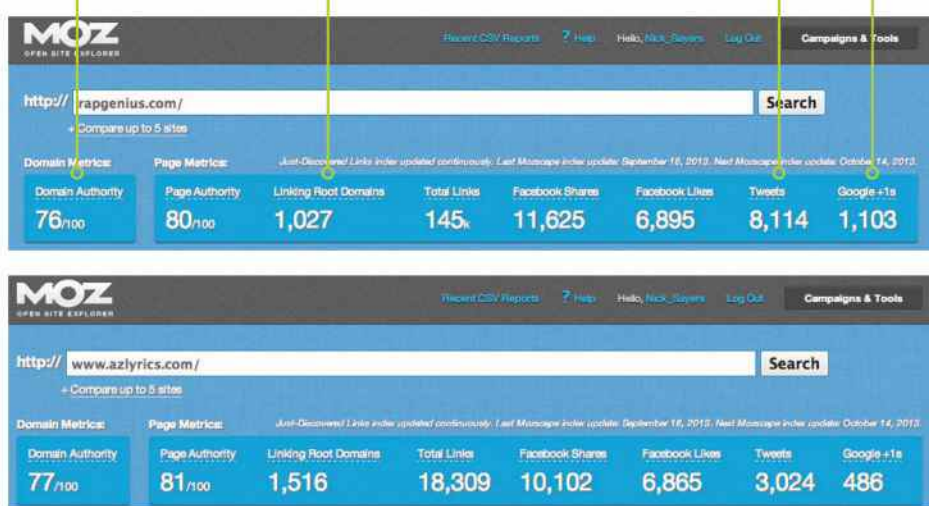 MOZ
OPEN SITE EXPLORER
Recent CSV Reports ? Help Hello, Nick_Sayers Log Out Campaigns & Tools
http:// rapgenius.com/ Search
+ Compare up to 5 sites
Domain Metrics: Page Metrics: Just-Discovered Links index updated continuously. Last Mozscape index update: September 16, 2013. Next Mozscape index update: October 14, 2013.
Domain Authority Page Authority Linking Root Domains Total Links Facebook Shares Facebook Likes Tweets Google +1s
76/100 80/100 1,027 145k 11,625 6,895 8,114 1,103
MOZ
OPEN SITE EXPLORER
Recent CSV Reports ? Help Hello, Nick_Sayers Log Out Campaigns & Tools
http:// www.azlyrics.com/ Search
+ Compare up to 5 sites
Domain Metrics: Page Metrics: Just-Discovered Links index updated continuously. Last Mozscape index update: September 16, 2013. Next Mozscape index update: October 14, 2013.
Domain Authority Page Authority Linking Root Domains Total Links Facebook Shares Facebook Likes Tweets Google +1s
77/100 81/100 1,516 18,309 10,102 6,865 3,024 486